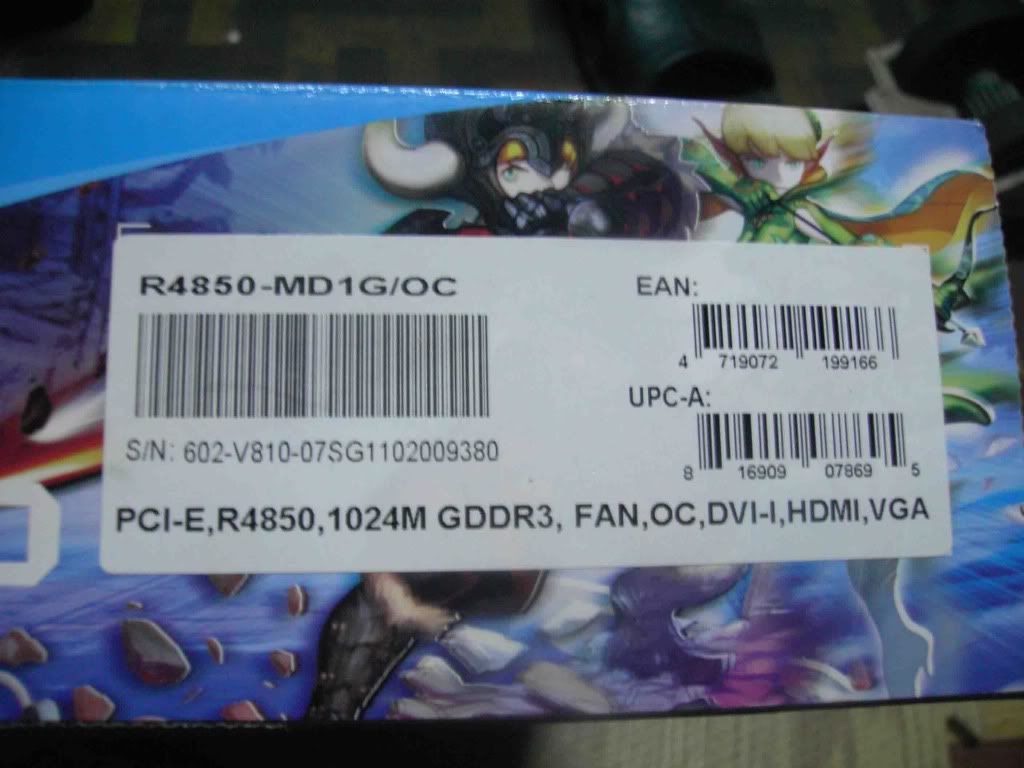 R4850-MD1G/OC
S/N: 602-V810-07SG1102009380
EAN:
4 719072 199166
UPC-A:
8 16909 07869 5
PCI-E,R4850,1024M GDDR3, FAN,OC,DVI-I,HDMI,VGA